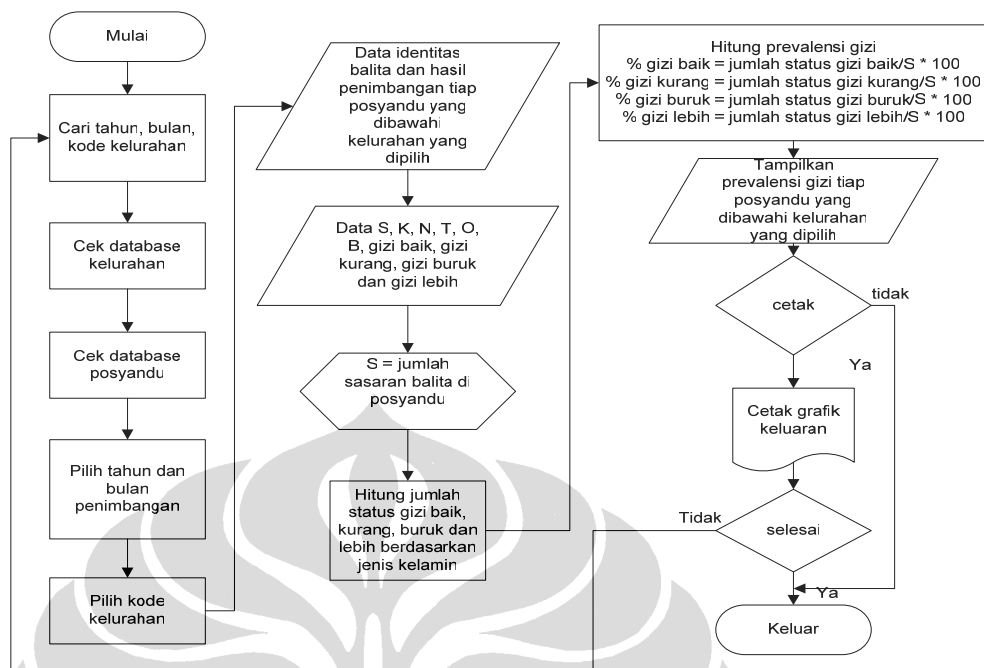 Mulai
Cari tahun, bulan,
kode kelurahan
Cek database
kelurahan
Cek database
posyandu
Pilih tahun dan
bulan
penimbangan
Pilih kode
kelurahan
Data identitas
balita dan hasil
penimbangan tiap
posyandu yang
dibawahi
kelurahan yang
dipilih
Data S, K, N, T, O,
B, gizi baik, gizi
kurang, gizi buruk
dan gizi lebih
S = jumlah
sasaran balita di
posyandu
Hitung jumlah
status gizi baik,
kurang, buruk dan
lebih berdasarkan
jenis kelamin
Hitung prevalensi gizi
% gizi baik = jumlah status gizi baik/S * 100
% gizi kurang = jumlah status gizi kurang/S * 100
% gizi buruk = jumlah status gizi buruk/S * 100
% gizi lebih = jumlah status gizi lebih/S * 100
Tampilkan
prevalensi gizi tiap
posyandu yang
dibawahi kelurahan
yang dipilih
cetak
tidak
Ya
Cetak grafik
keluaran
Tidak
selesai
Ya
Keluar